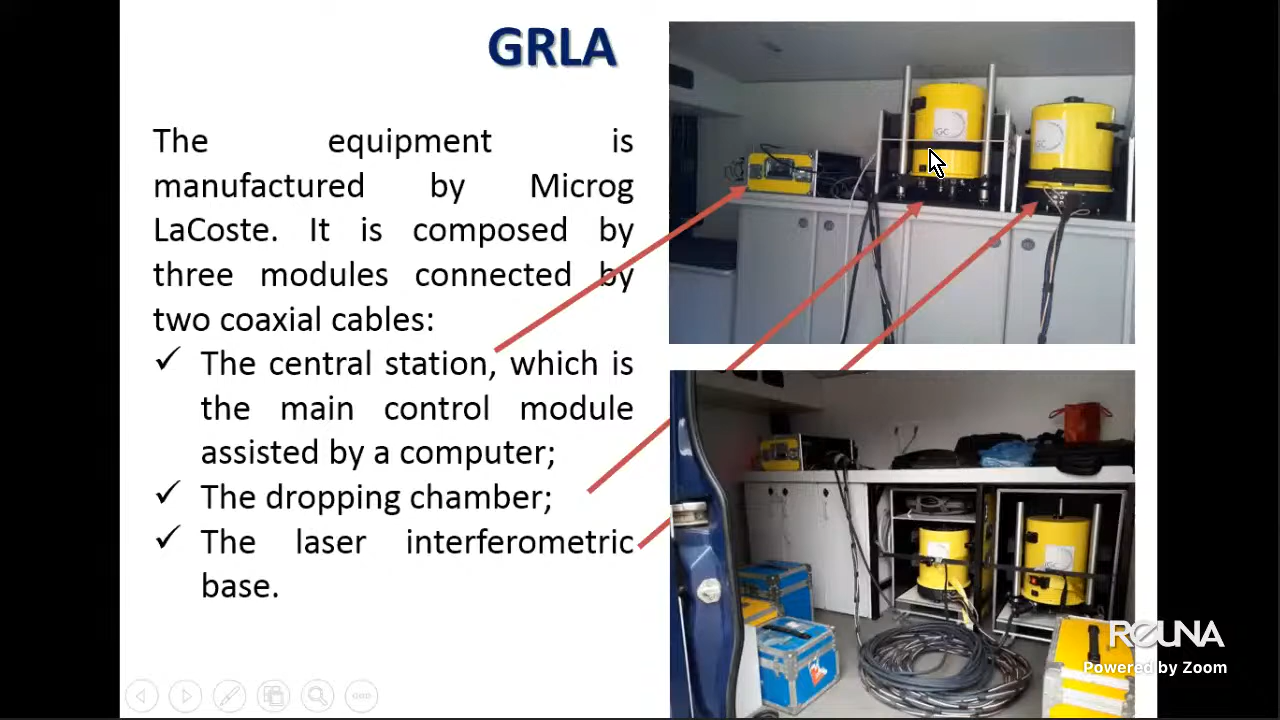 GRLA
The equipment is
manufactured by Microg
LaCoste. It is composed by
three modules connected by
two coaxial cables:
✓ The central station, which is
the main control module
assisted by a computer;
✓ The dropping chamber;
✓ The laser interferometric
base.
IGC
REUNA
Powered by Zoom